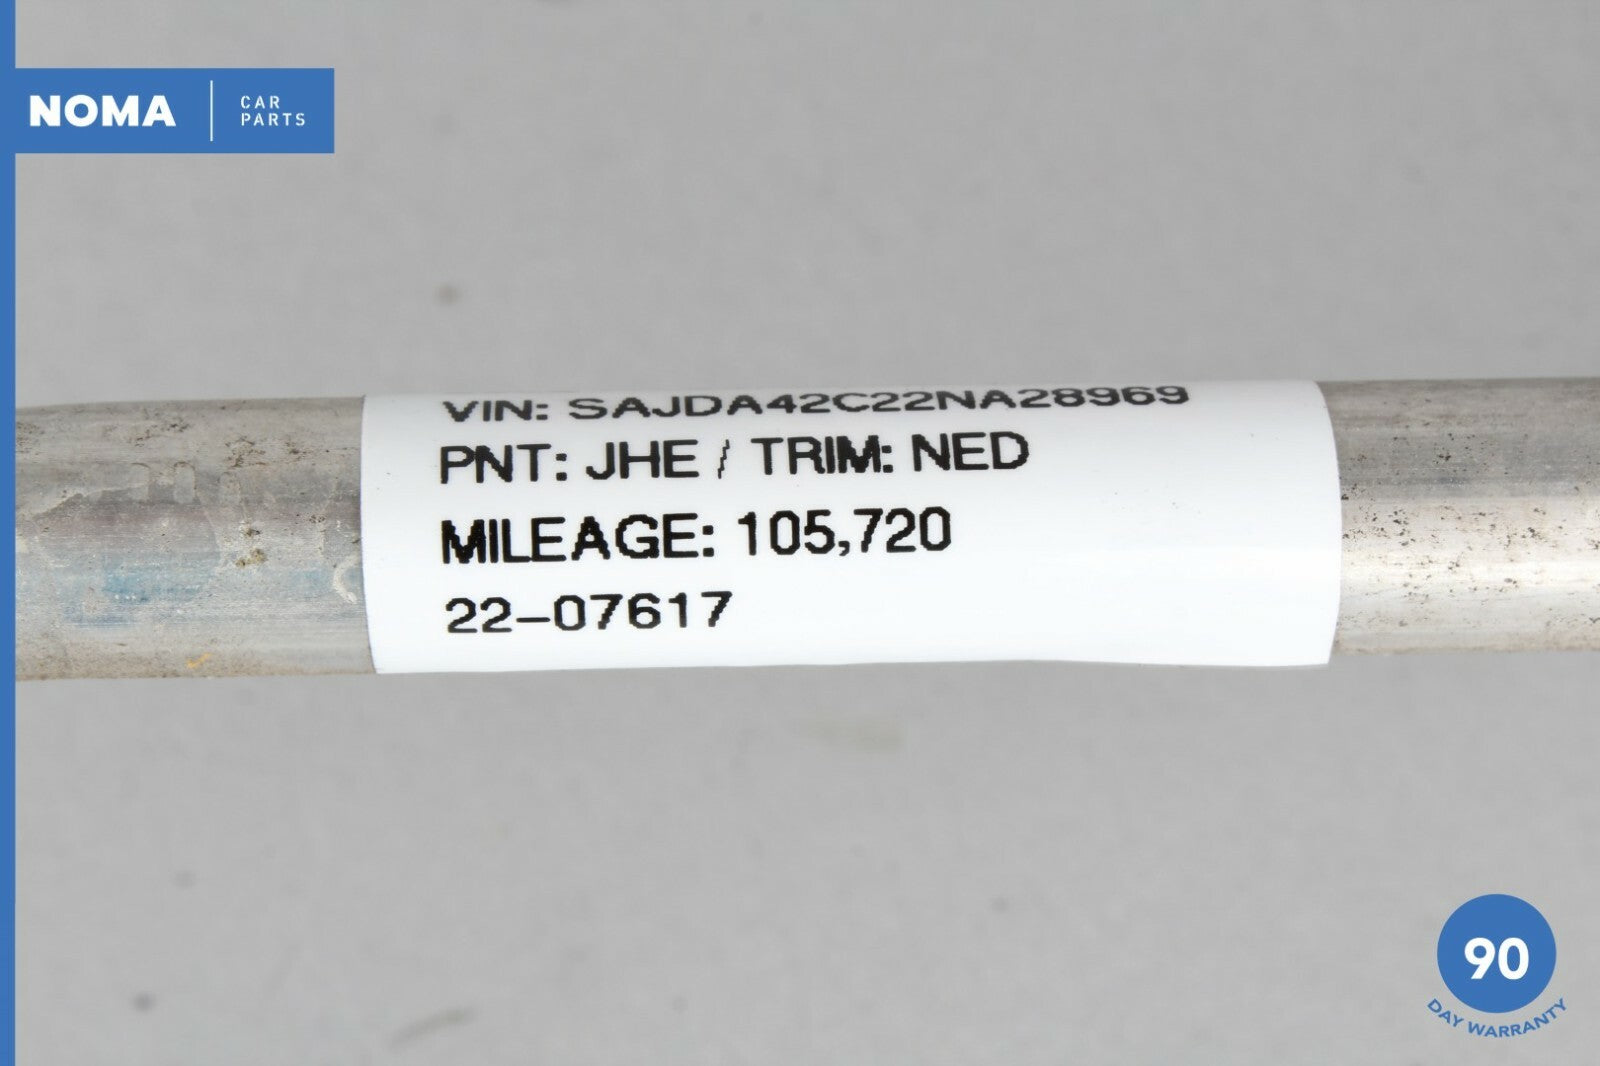 NOMA
CAR
PARTS
VIN: SAJDA42C22NA28969
PNT: JHE / TRIM: NED
MILEAGE: 105,720
22-07617
90
DAY WARRANTY